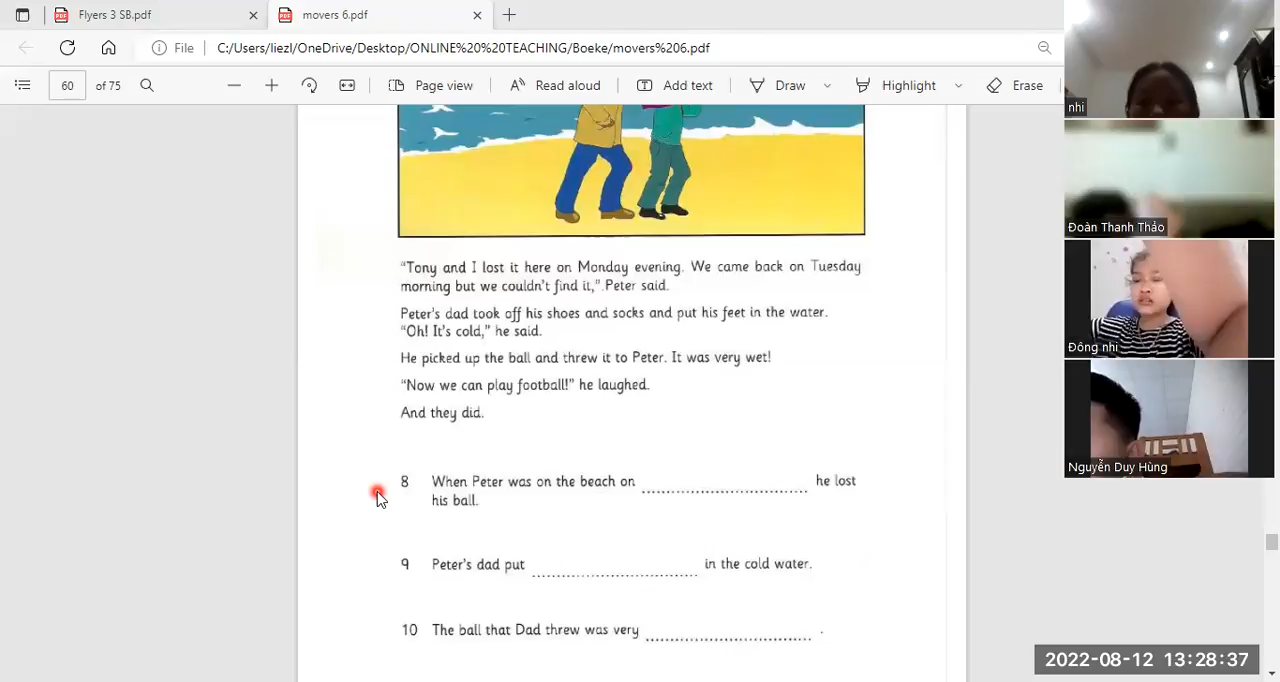 Flyers 3 SB.pdf
movers 6.pdf
File
C:/Users/liezl/OneDrive/Desktop/ONLINE%20%20TEACHING/Boeke/movers%206.pdf
60 of 75
Page view
Read aloud
Add text
Draw
Highlight
Erase
nhi
Đoàn Thanh Thảo
Đông nhi
Nguyễn Duy Hùng
"Tony and I lost it here on Monday evening. We came back on Tuesday
morning but we couldn't find it,". Peter said.
Peter's dad took off his shoes and socks and put his feet in the water.
"Oh! It's cold," he said.
He picked up the ball and threw it to Peter. It was very wet!
"Now we can play football!" he laughed.
And they did.
8 When Peter was on the beach on ........................ he lost
his ball.
9 Peter's dad put ........................ in the cold water.
10 The ball that Dad threw was very ........................ .
2022-08-12 13:28:37